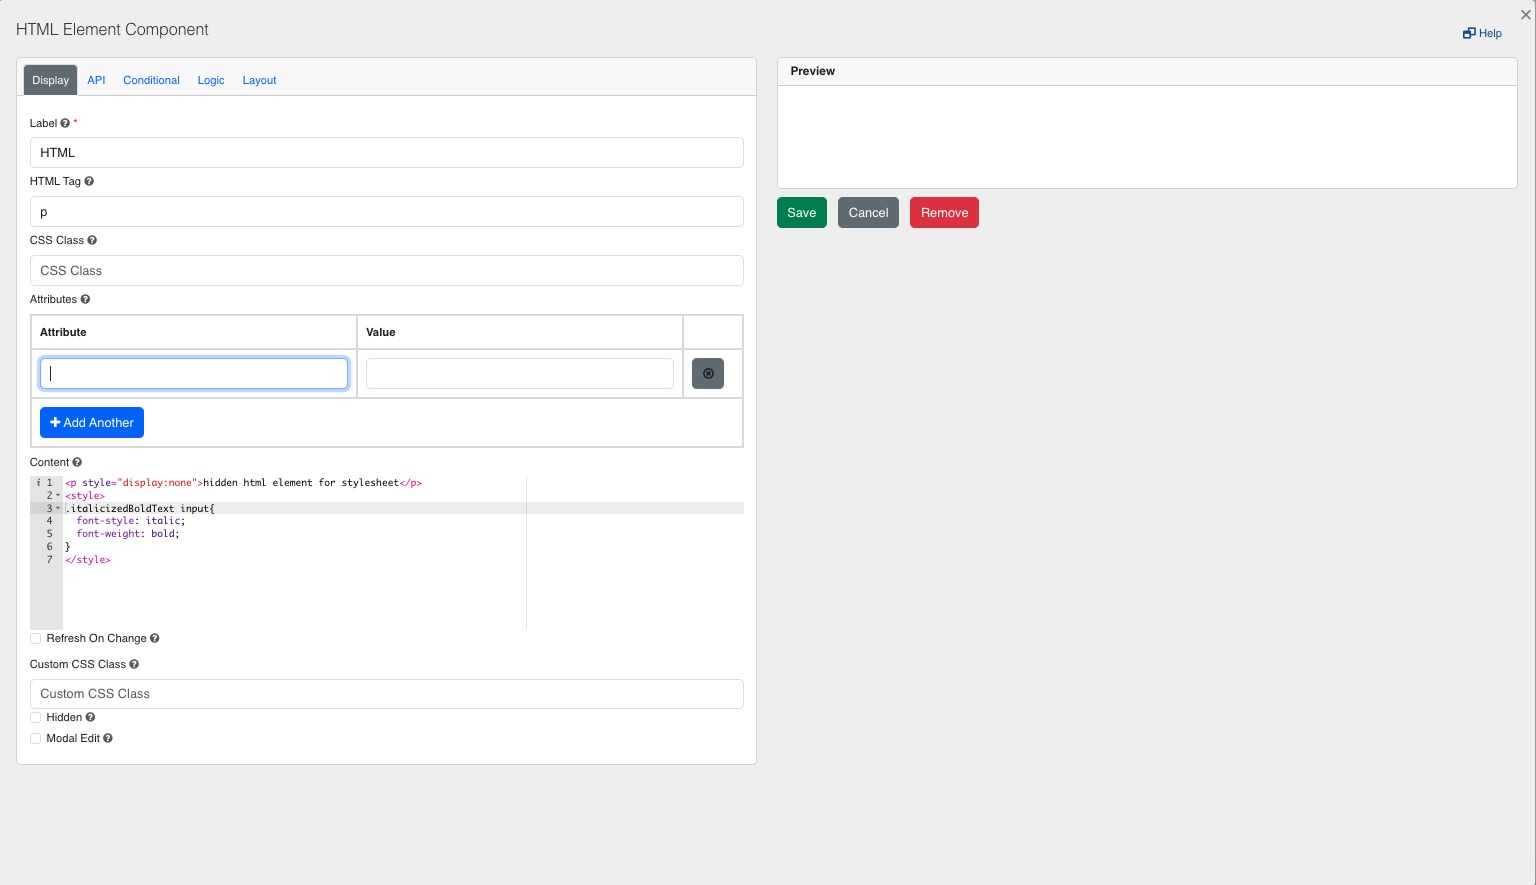 HTML Element Component
Help
Display API Conditional Logic Layout
Label *
HTML
HTML Tag
p
CSS Class
CSS Class
Attributes
Attribute Value
Add Another
Content
i 1 <p style="display:none">hidden html element for stylesheet</p>
2 <style>
3 .italicizedBoldText input{
4 font-style: italic;
5 font-weight: bold;
6 }
7 </style>
Refresh On Change
Custom CSS Class
Custom CSS Class
Hidden
Modal Edit
Preview
Save Cancel Remove